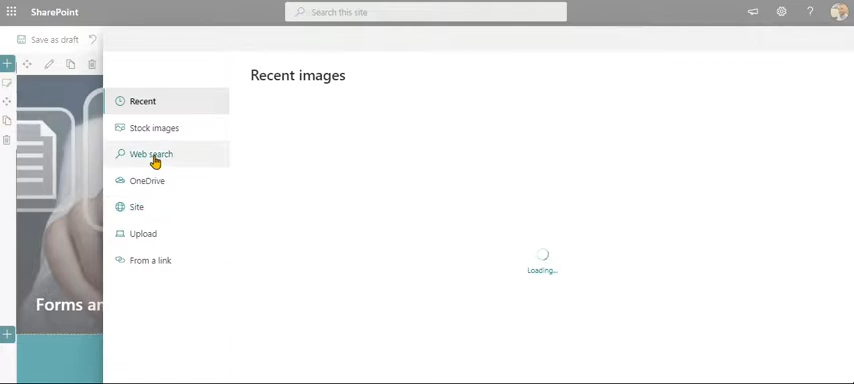 SharePoint
Search this site
Save as draft
Recent images
Recent
Stock images
Web search
OneDrive
Site
Upload
From a link
Loading...
Forms an